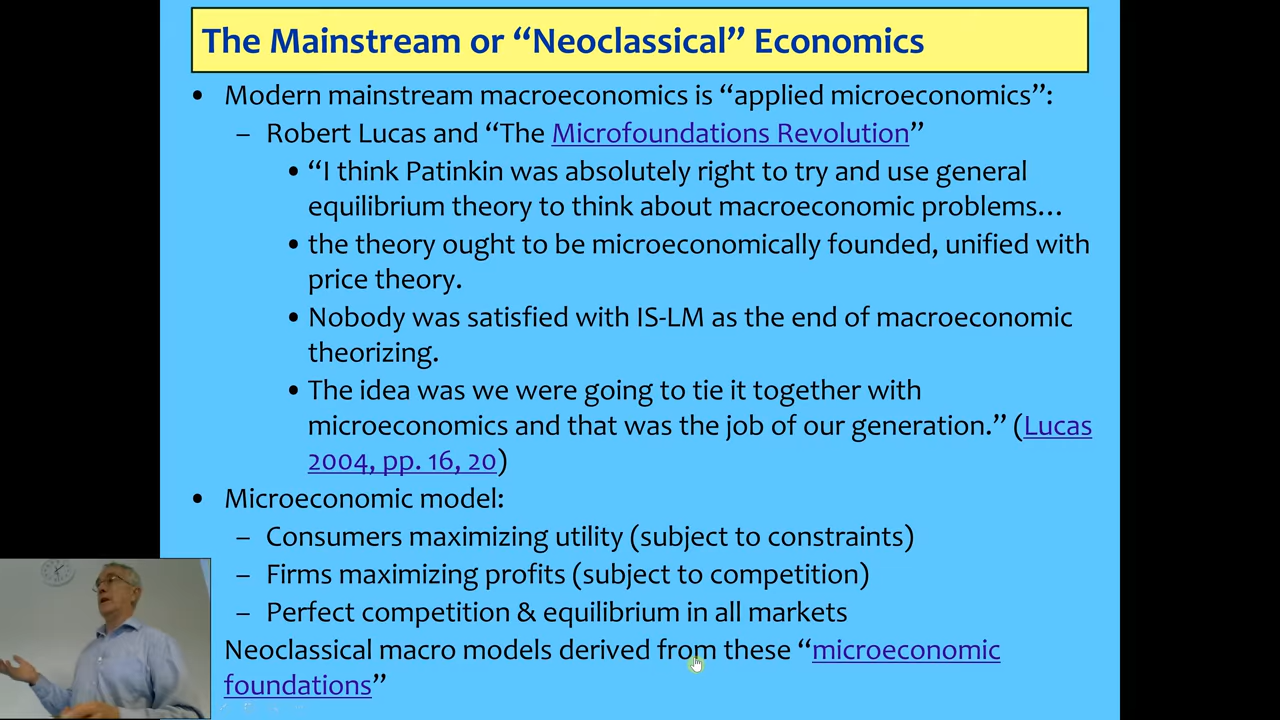 The Mainstream or “Neoclassical” Economics
• Modern mainstream macroeconomics is “applied microeconomics”:
– Robert Lucas and “The Microfoundations Revolution”
• “I think Patinkin was absolutely right to try and use general
equilibrium theory to think about macroeconomic problems…
• the theory ought to be microeconomically founded, unified with
price theory.
• Nobody was satisfied with IS-LM as the end of macroeconomic
theorizing.
• The idea was we were going to tie it together with
microeconomics and that was the job of our generation.” (Lucas
2004, pp. 16, 20)
• Microeconomic model:
– Consumers maximizing utility (subject to constraints)
– Firms maximizing profits (subject to competition)
– Perfect competition & equilibrium in all markets
Neoclassical macro models derived from these “microeconomic
foundations”